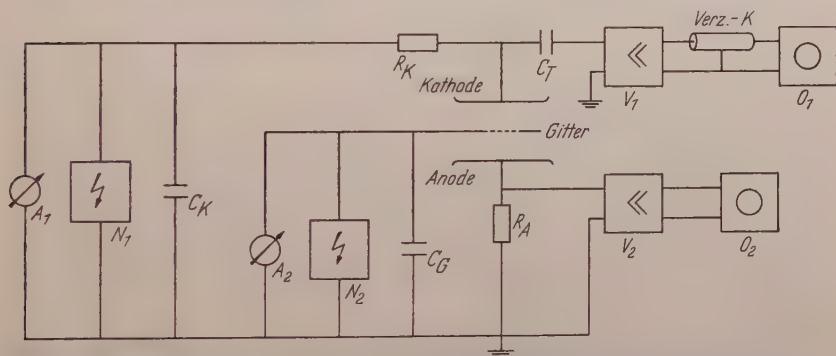 Verz.-K
R_K
C_T
Kathode
V_1
O_1
Gitter
Anode
A_1
N_1
C_K
A_2
N_2
C_G
R_A
V_2
O_2